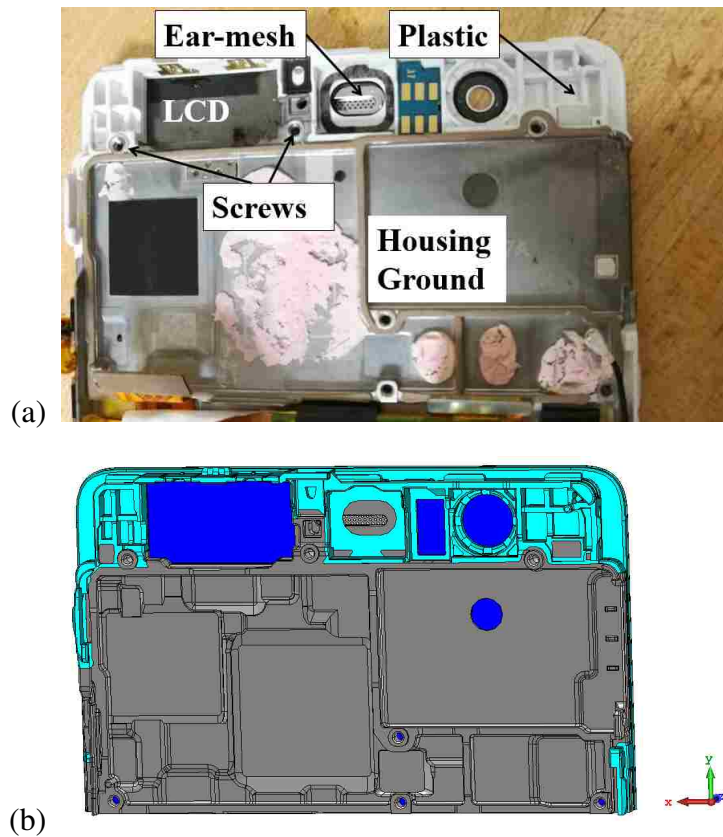 Ear-mesh
Plastic
LCD
Screws
Housing
Ground
(a)
y
x
(b)